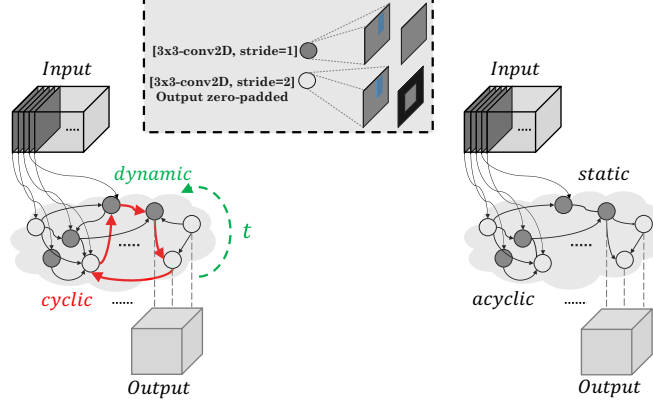 [3x3-conv2D, stride=1]
[3x3-conv2D, stride=2]
Output zero-padded
Input
....
dynamic
t
.....
cyclic
......
Output
Input
....
static
.....
acyclic
......
Output